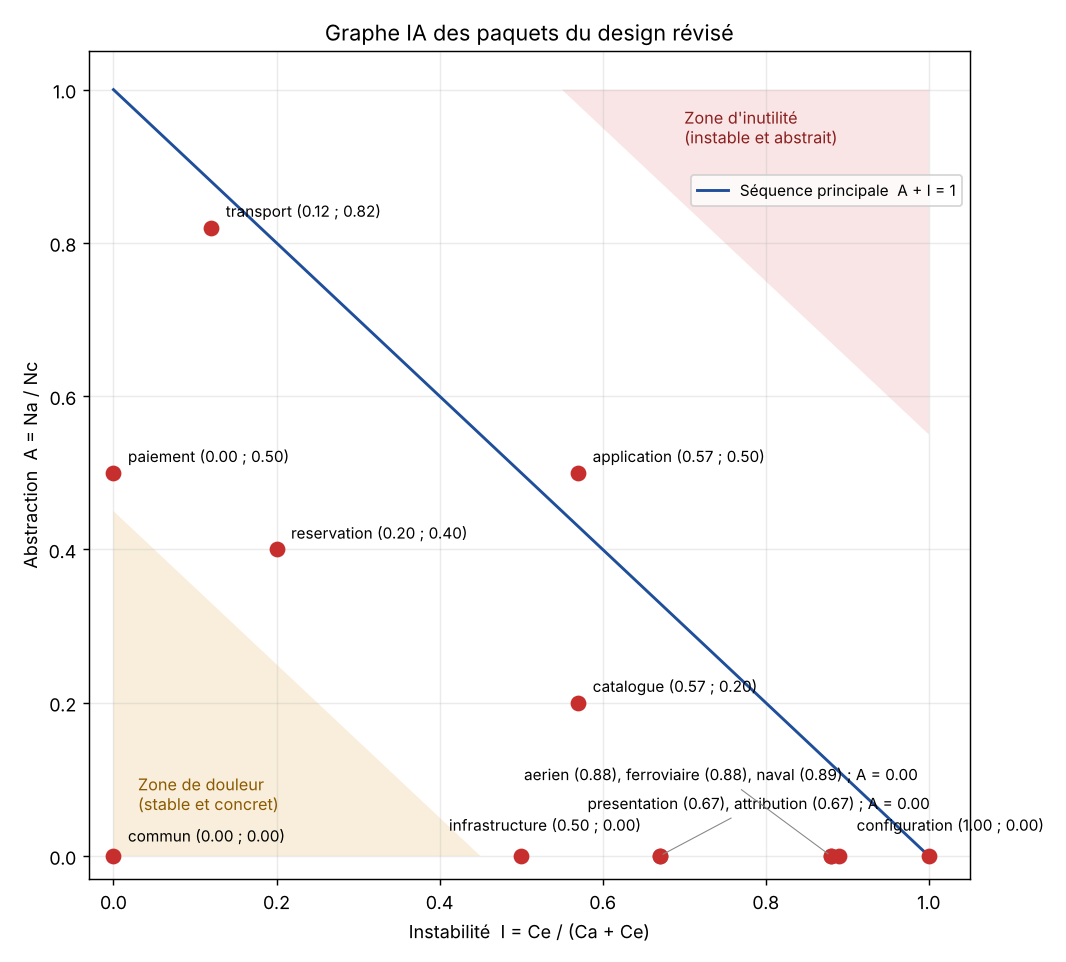 Graphe IA des paquets du design révisé
Zone d'inutilité
(instable et abstrait)
Séquence principale A + I = 1
transport (0.12 ; 0.82)
paiement (0.00 ; 0.50)
application (0.57 ; 0.50)
reservation (0.20 ; 0.40)
catalogue (0.57 ; 0.20)
aerien (0.88), ferroviaire (0.88), naval (0.89) ; A = 0.00
presentation (0.67), attribution (0.67) ; A = 0.00
Zone de douleur
(stable et concret)
infrastructure (0.50 ; 0.00)
configuration (1.00 ; 0.00)
commun (0.00 ; 0.00)
1.0
0.8
0.6
0.4
0.2
0.0
Abstraction A = Na / Nc
0.0 0.2 0.4 0.6 0.8 1.0
Instabilité I = Ce / (Ca + Ce)